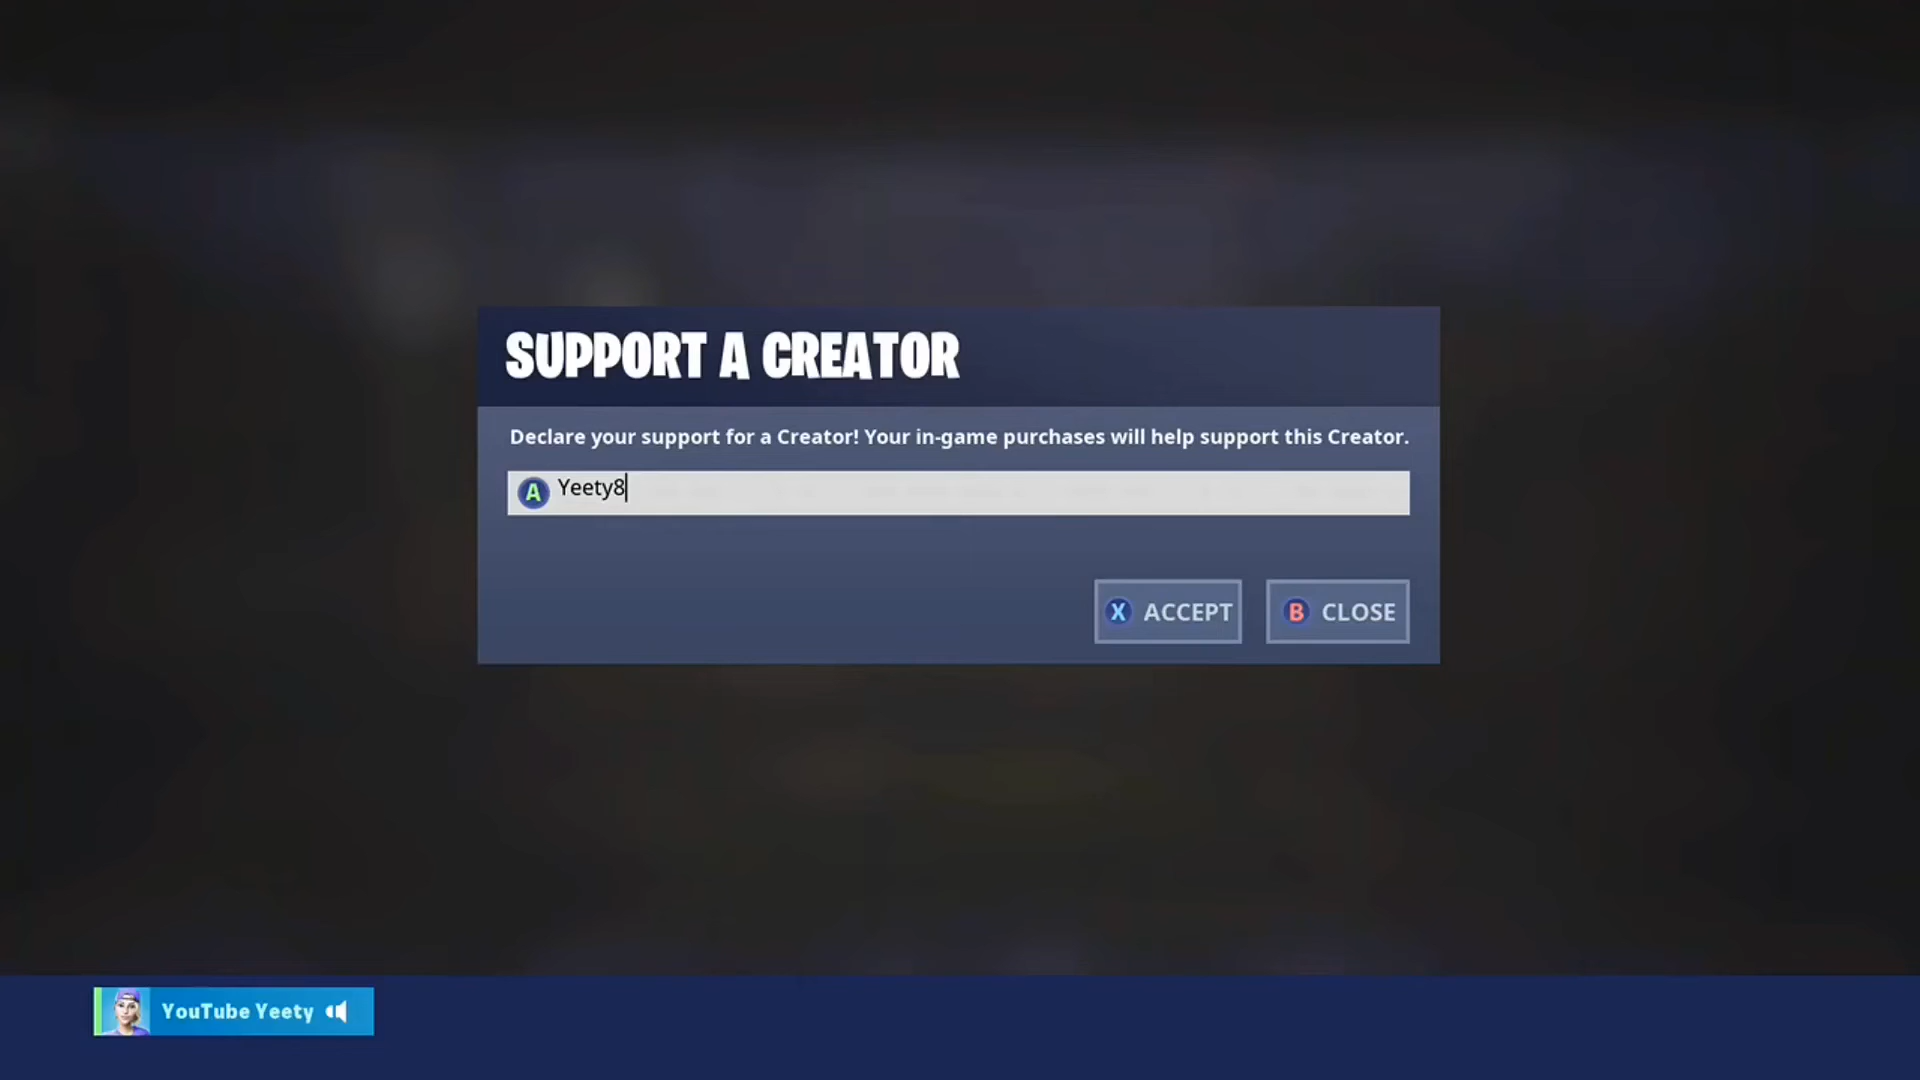 SUPPORT A CREATOR
Declare your support for a Creator! Your in-game purchases will help support this Creator.
A Yeety8
X ACCEPT B CLOSE
YouTube Yeety